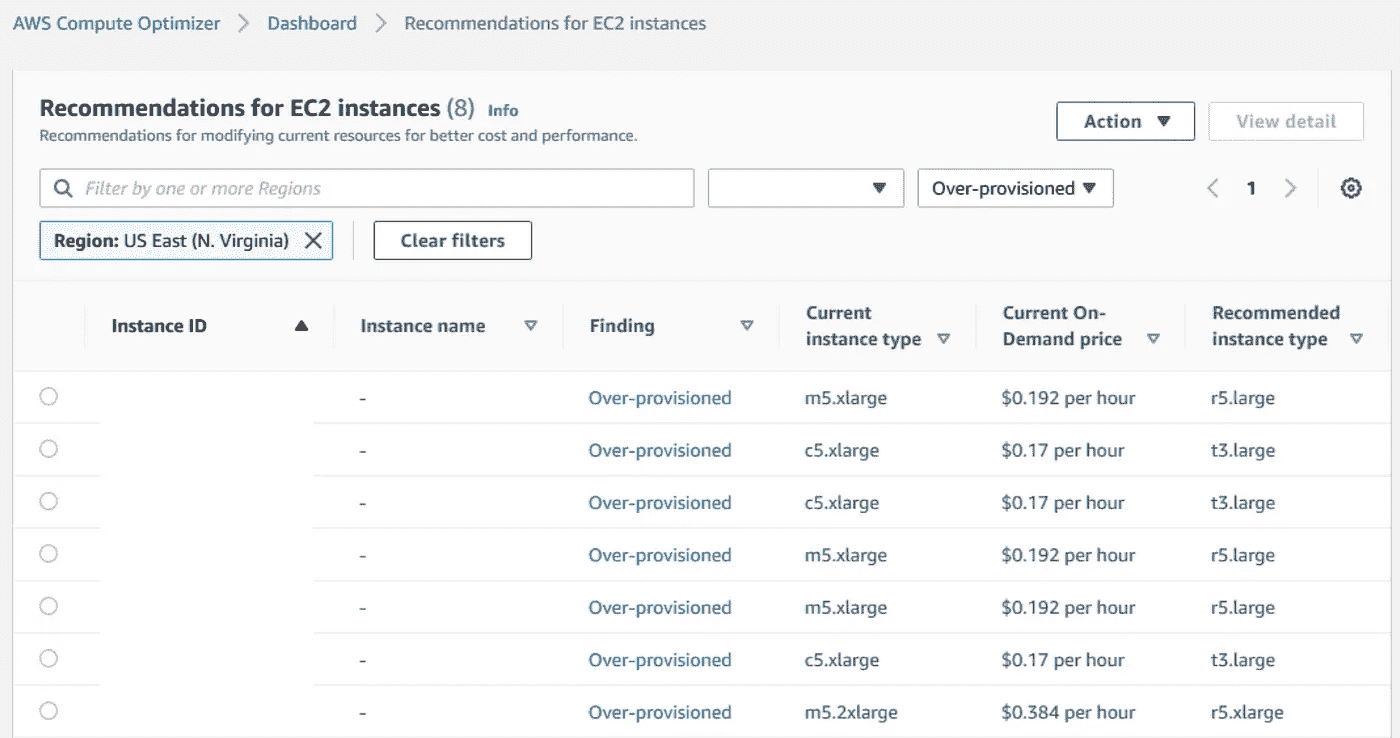 AWS Compute Optimizer > Dashboard > Recommendations for EC2 instances
Recommendations for EC2 instances (8) Info
Recommendations for modifying current resources for better cost and performance.
Action
View detail
Filter by one or more Regions
Over-provisioned
1
Region: US East (N. Virginia)
Clear filters
Instance ID
Instance name
Finding
Current
instance type
Current On-
Demand price
Recommended
instance type
- Over-provisioned m5.xlarge $0.192 per hour r5.large
- Over-provisioned c5.xlarge $0.17 per hour t3.large
- Over-provisioned c5.xlarge $0.17 per hour t3.large
- Over-provisioned m5.xlarge $0.192 per hour r5.large
- Over-provisioned m5.xlarge $0.192 per hour r5.large
- Over-provisioned c5.xlarge $0.17 per hour t3.large
- Over-provisioned m5.2xlarge $0.384 per hour r5.xlarge